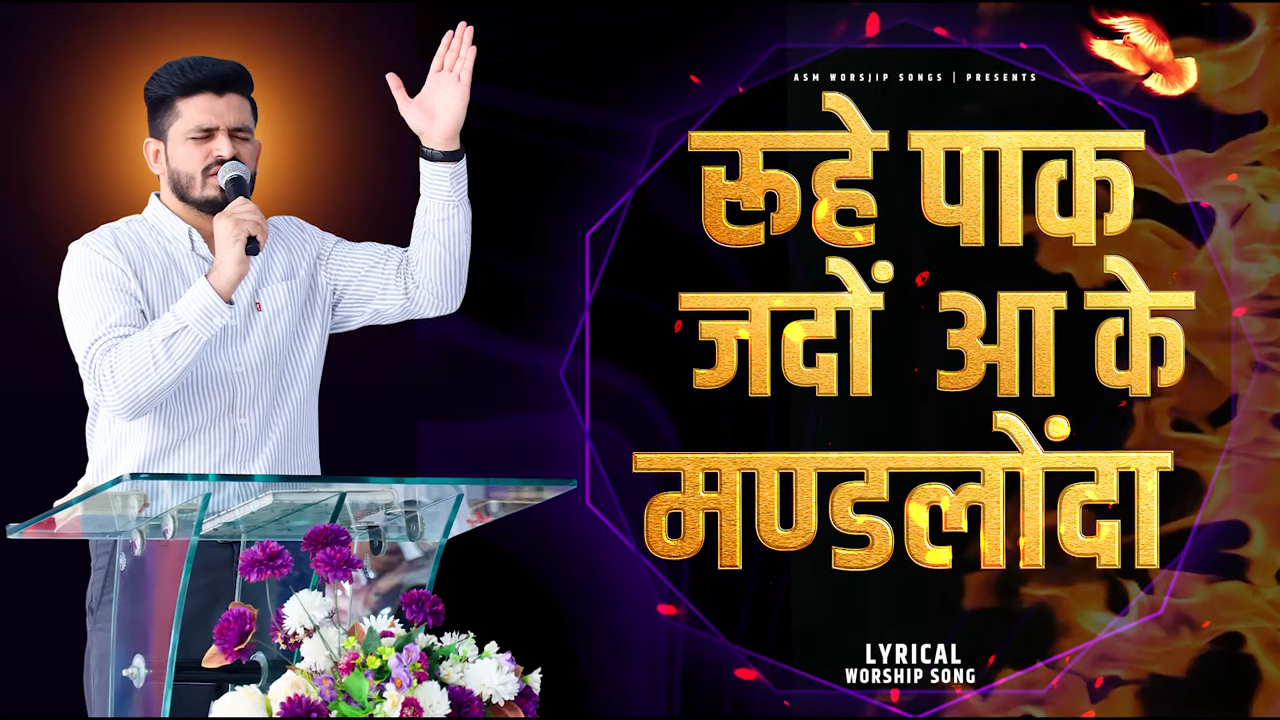 ASM WORSJIP SONGS | PRESENTS
रूहे पाक
जदों आ के
मण्डलोंदा
LYRICAL
WORSHIP SONG